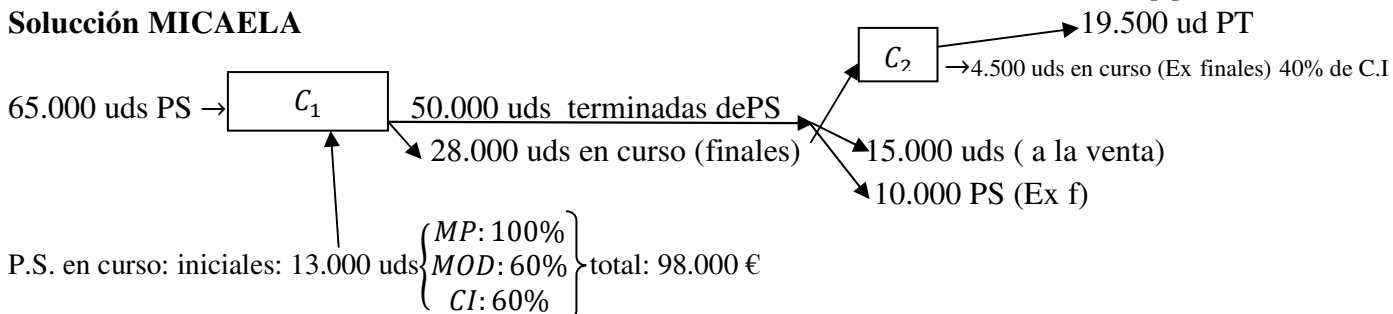 Solucción MICAELA
19.500 ud PT
C₂
→4.500 uds en curso (Ex finales) 40% de C.I
65.000 uds PS →
C₁
50.000 uds terminadas dePS
28.000 uds en curso (finales)
15.000 uds ( a la venta)
10.000 PS (Ex f)
P.S. en curso: iniciales: 13.000 uds
MP: 100%
MOD: 60%
CI: 60%
total: 98.000 €